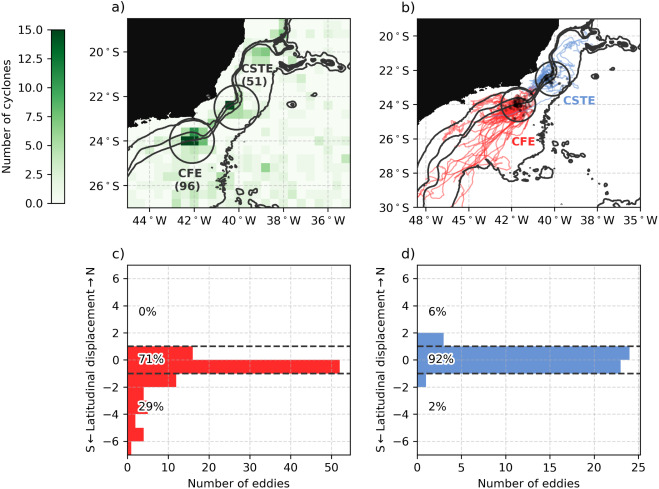 a)
b)
15.0
12.5
10.0
7.5
5.0
2.5
0.0
Number of cyclones
20°S
22°S
24°S
26°S
CSTE
(51)
CFE
(96)
44°W 42°W 40°W 38°W 36°W
20°S
22°S
24°S
26°S
28°S
30°S
CSTE
CFE
48°W 45°W 42°W 39°W 36°W 35°W
c)
d)
S← Latitudinal displacement →N
6
4
2
0
−2
−4
−6
0%
71%
29%
0 10 20 30 40 50
Number of eddies
S← Latitudinal displacement →N
6
4
2
0
−2
−4
−6
6%
92%
2%
0 5 10 15 20 25
Number of eddies